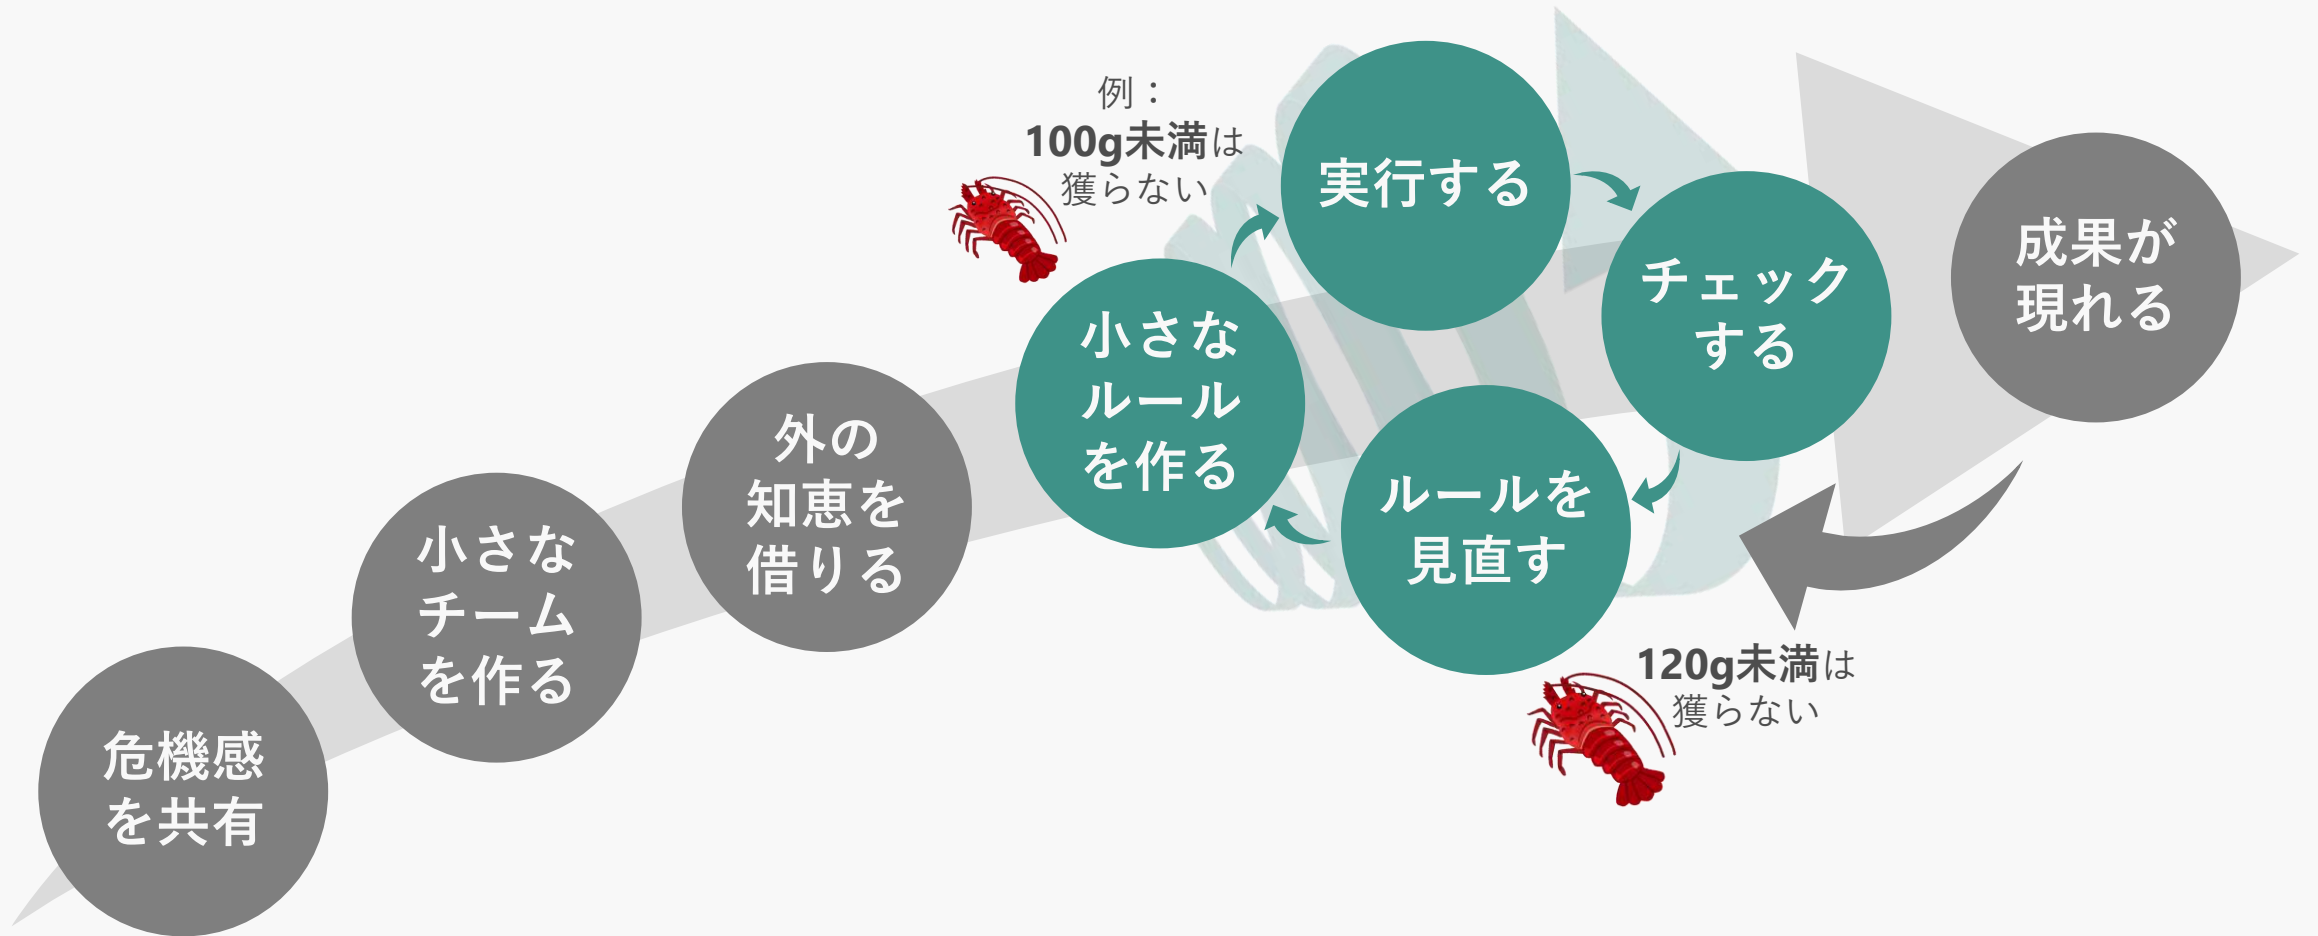 危機感
を共有
小さな
チーム
を作る
外の
知恵を
借りる
例：
100g未満は
獲らない
小さな
ルール
を作る
実行する
チェック
する
ルールを
見直す
120g未満は
獲らない
成果が
現れる